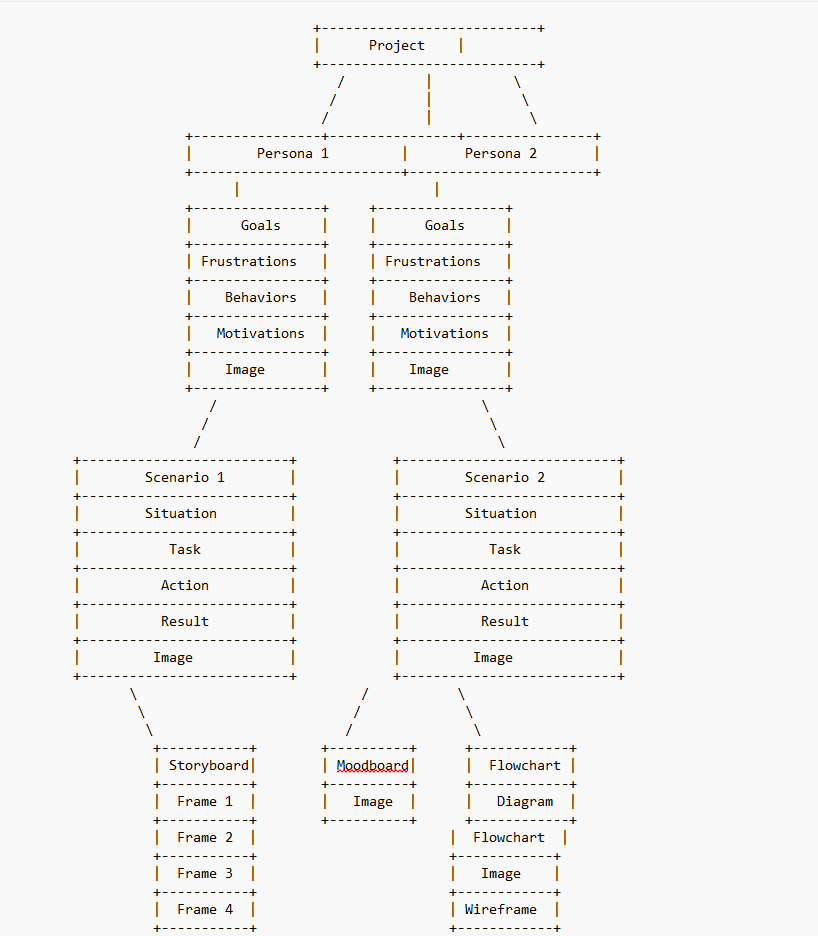 Project
Persona 1 Persona 2
Goals Goals
Frustrations Frustrations
Behaviors Behaviors
Motivations Motivations
Image Image
Scenario 1 Scenario 2
Situation Situation
Task Task
Action Action
Result Result
Image Image
Storyboard Moodboard Flowchart
Frame 1 Image Diagram
Frame 2 Flowchart
Frame 3 Image
Frame 4 Wireframe